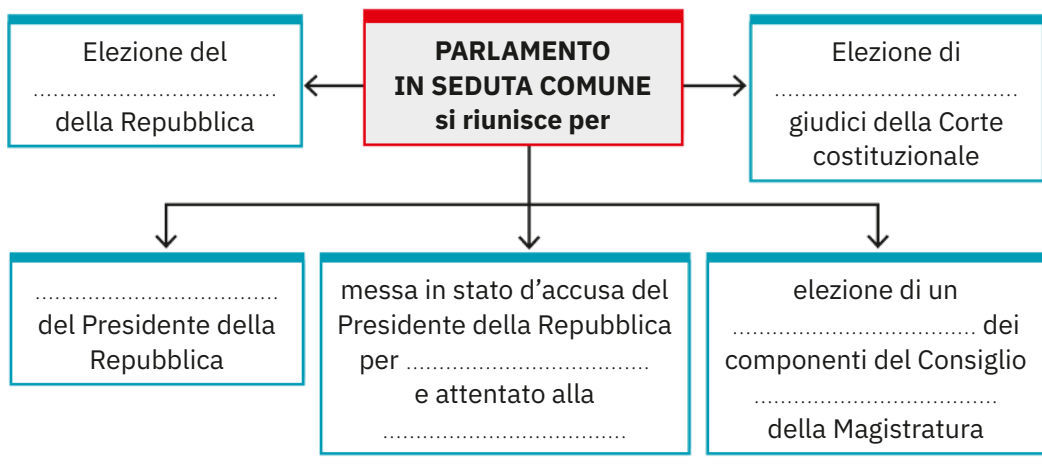 Elezione del
....................................
della Repubblica
PARLAMENTO
IN SEDUTA COMUNE
si riunisce per
Elezione di
....................................
giudici della Corte
costituzionale
....................................
del Presidente della
Repubblica
messa in stato d’accusa del
Presidente della Repubblica
per ....................................
e attentato alla
....................................
elezione di un
.................................... dei
componenti del Consiglio
....................................
della Magistratura